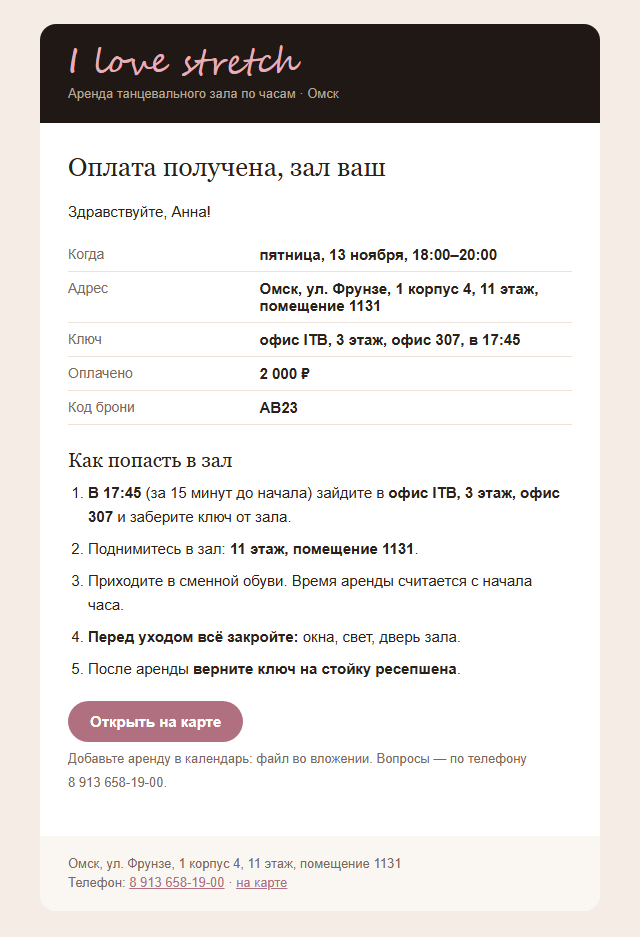 I love stretch
Аренда танцевального зала по часам · Омск
Оплата получена, зал ваш
Здравствуйте, Анна!
Когда пятница, 13 ноября, 18:00–20:00
Адрес Омск, ул. Фрунзе, 1 корпус 4, 11 этаж,
помещение 1131
Ключ офис ITB, 3 этаж, офис 307, в 17:45
Оплачено 2 000 ₽
Код брони AB23
Как попасть в зал
1. В 17:45 (за 15 минут до начала) зайдите в офис ITB, 3 этаж, офис
307 и заберите ключ от зала.
2. Поднимитесь в зал: 11 этаж, помещение 1131.
3. Приходите в сменной обуви. Время аренды считается с начала
часа.
4. Перед уходом всё закройте: окна, свет, дверь зала.
5. После аренды верните ключ на стойку ресепшена.
Открыть на карте
Добавьте аренду в календарь: файл во вложении. Вопросы — по телефону
8 913 658-19-00.
Омск, ул. Фрунзе, 1 корпус 4, 11 этаж, помещение 1131
Телефон: 8 913 658-19-00 · на карте